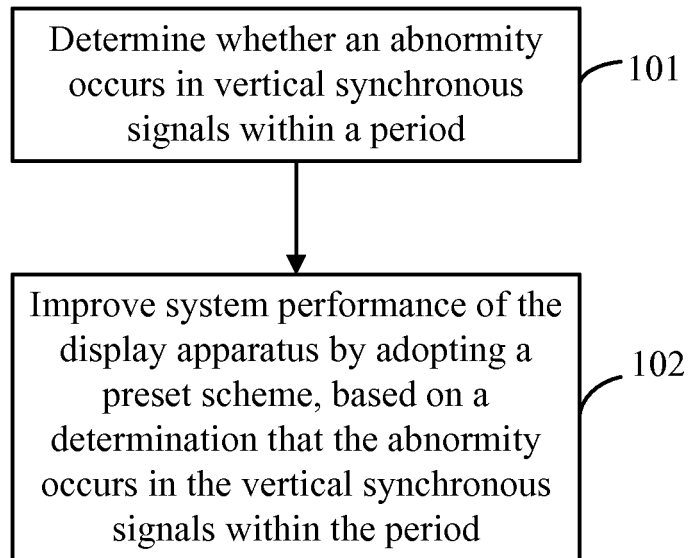 Determine whether an abnormity
occurs in vertical synchronous
signals within a period
101
Improve system performance of the
display apparatus by adopting a
preset scheme, based on a
determination that the abnormity
occurs in the vertical synchronous
signals within the period
102